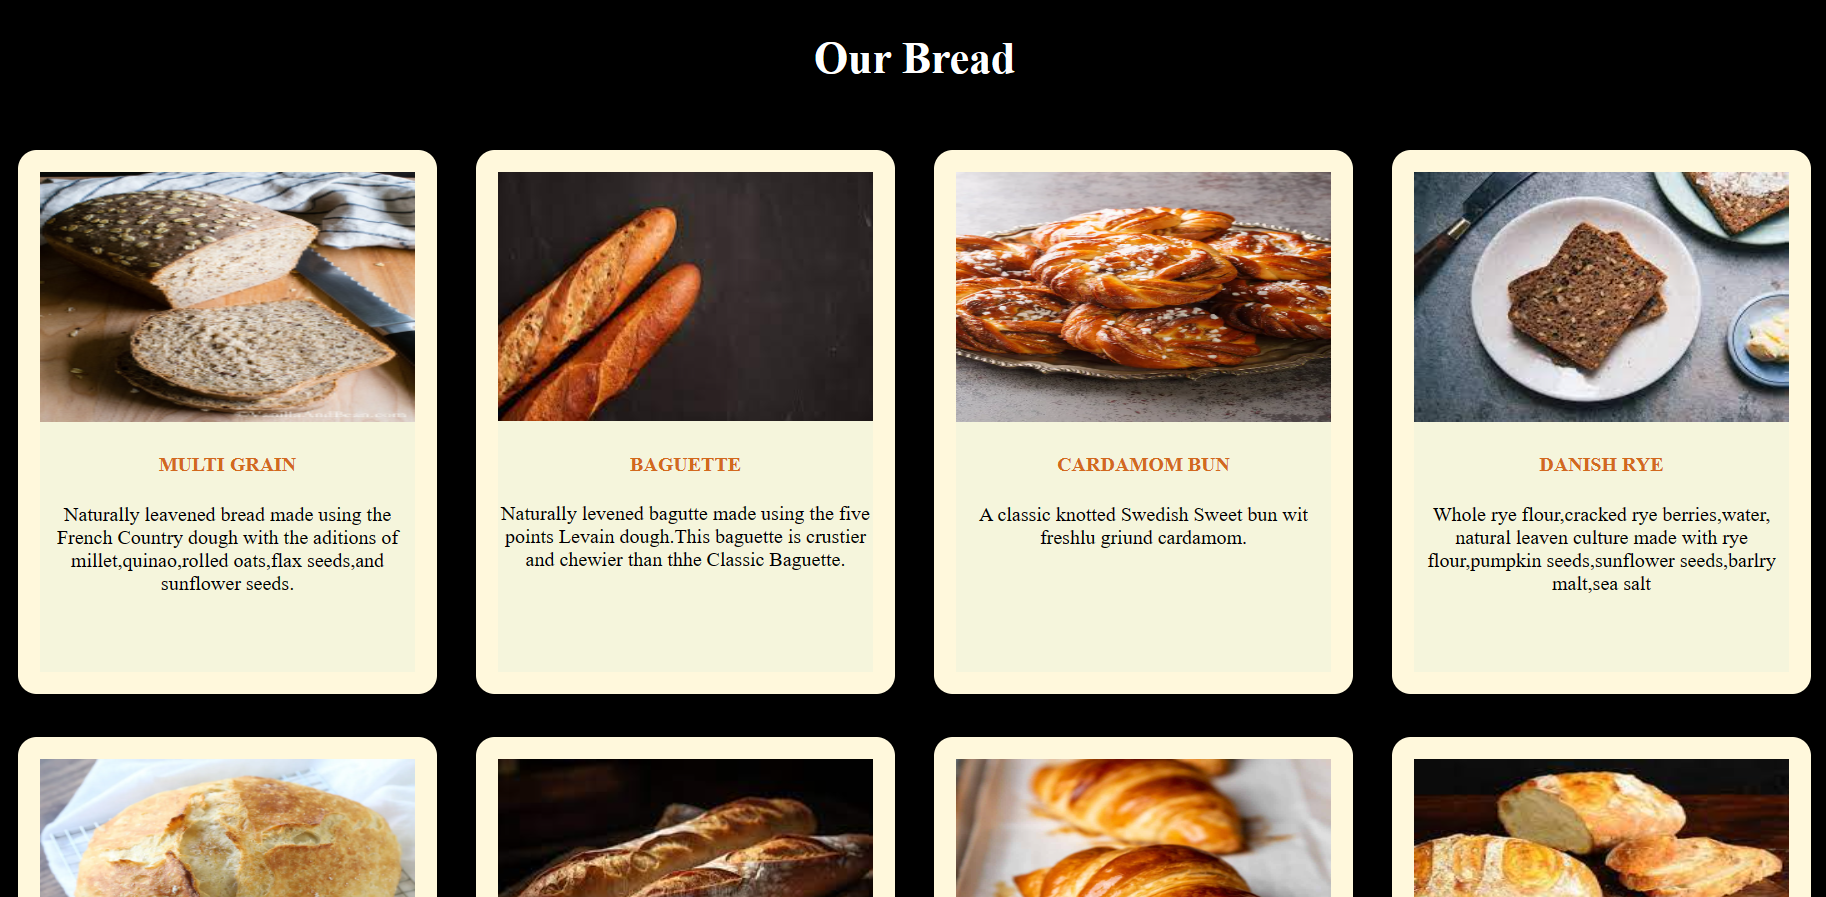 Our Bread
MULTI GRAIN
Naturally leavened bread made using the
French Country dough with the aditions of
millet,quinao,rolled oats,flax seeds,and
sunflower seeds.
BAGUETTE
Naturally levened bagutte made using the five
points Levain dough.This baguette is crustier
and chewier than thhe Classic Baguette.
CARDAMOM BUN
A classic knotted Swedish Sweet bun wit
freshlu griund cardamom.
DANISH RYE
Whole rye flour,cracked rye berries,water,
natural leaven culture made with rye
flour,pumpkin seeds,sunflower seeds,barlry
malt,sea salt